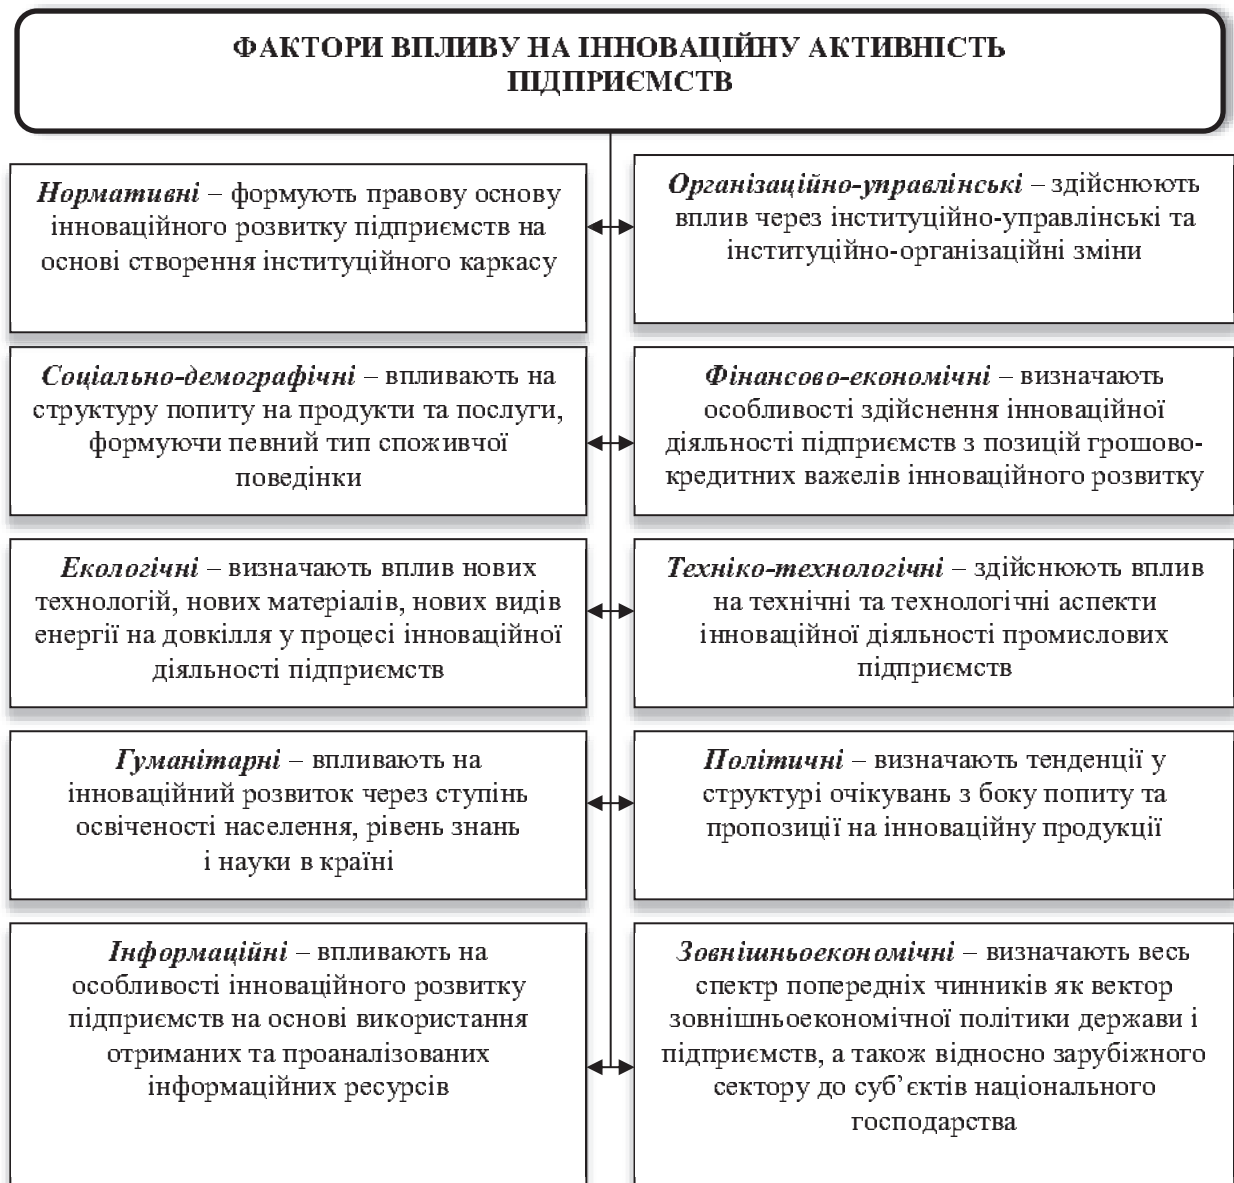 ФАКТОРИ ВПЛИВУ НА ІННОВАЦІЙНУ АКТИВНІСТЬ
ПІДПРИЄМСТВ
Нормативні – формують правову основу
інноваційного розвитку підприємств на
основі створення інституційного каркасу
Організаційно-управлінські – здійснюють
вплив через інституційно-управлінські та
інституційно-організаційні зміни
Соціально-демографічні – впливають на
структуру попиту на продукти та послуги,
формуючи певний тип споживчої
поведінки
Фінансово-економічні – визначають
особливості здійснення інноваційної
діяльності підприємств з позицій грошово-
кредитних важелів інноваційного розвитку
Екологічні – визначають вплив нових
технологій, нових матеріалів, нових видів
енергії на довкілля у процесі інноваційної
діяльності підприємств
Техніко-технологічні – здійснюють вплив
на технічні та технологічні аспекти
інноваційної діяльності промислових
підприємств
Гуманітарні – впливають на
інноваційний розвиток через ступінь
освіченості населення, рівень знань
і науки в країні
Політичні – визначають тенденції у
структурі очікувань з боку попиту та
пропозиції на інноваційну продукції
Інформаційні – впливають на
особливості інноваційного розвитку
підприємств на основі використання
отриманих та проаналізованих
інформаційних ресурсів
Зовнішньоекономічні – визначають весь
спектр попередніх чинників як вектор
зовнішньоекономічної політики держави і
підприємств, а також відносно зарубіжного
сектору до суб’єктів національного
господарства